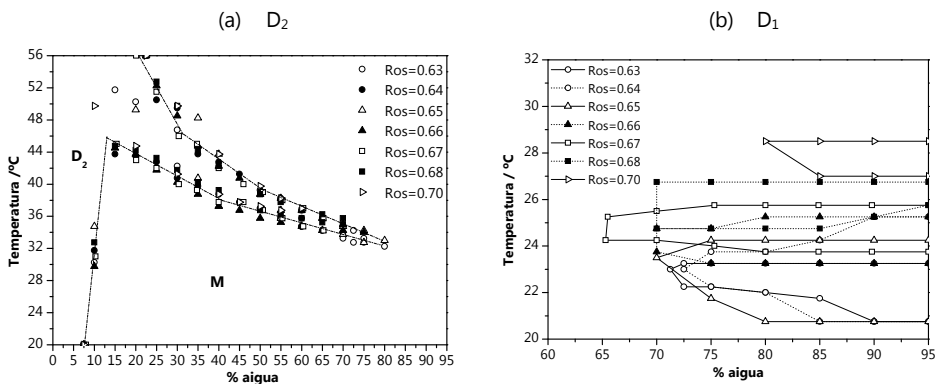 (a) D2
Temperatura /ºC
56
52
48
44
40
36
32
28
24
20
D2
M
Ros=0.63
Ros=0.64
Ros=0.65
Ros=0.66
Ros=0.67
Ros=0.68
Ros=0.70
0 5 10 15 20 25 30 35 40 45 50 55 60 65 70 75 80 85 90 95
% aigua
(b) D1
Temperatura / ºC
32
30
28
26
24
22
20
Ros=0.63
Ros=0.64
Ros=0.65
Ros=0.66
Ros=0.67
Ros=0.68
Ros=0.70
60 65 70 75 80 85 90 95
% aigua